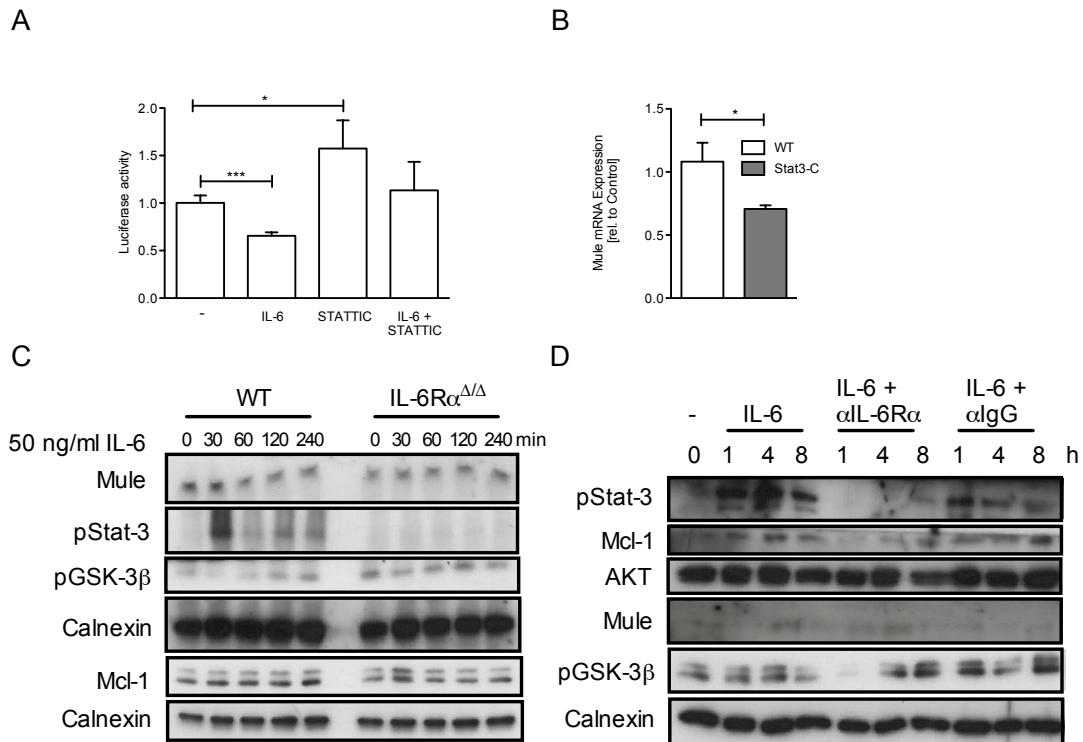 A
B
*
***
2.0
1.5
1.0
0.5
0.0
Luciferase activity
-
IL-6
STATTIC
IL-6 +
STATTIC
*
1.5
1.0
0.5
0.0
Mule mRNA Expression
[rel. to Control]
WT
Stat3-C
C
WT
IL-6Rα^Δ/Δ
50 ng/ml IL-6
0 30 60 120 240 0 30 60 120 240 min
Mule
pStat-3
pGSK-3β
Calnexin
Mcl-1
Calnexin
D
- IL-6
IL-6 +
αIL-6Rα
IL-6 +
αIgG
0 1 4 8 1 4 8 1 4 8 h
pStat-3
Mcl-1
AKT
Mule
pGSK-3β
Calnexin